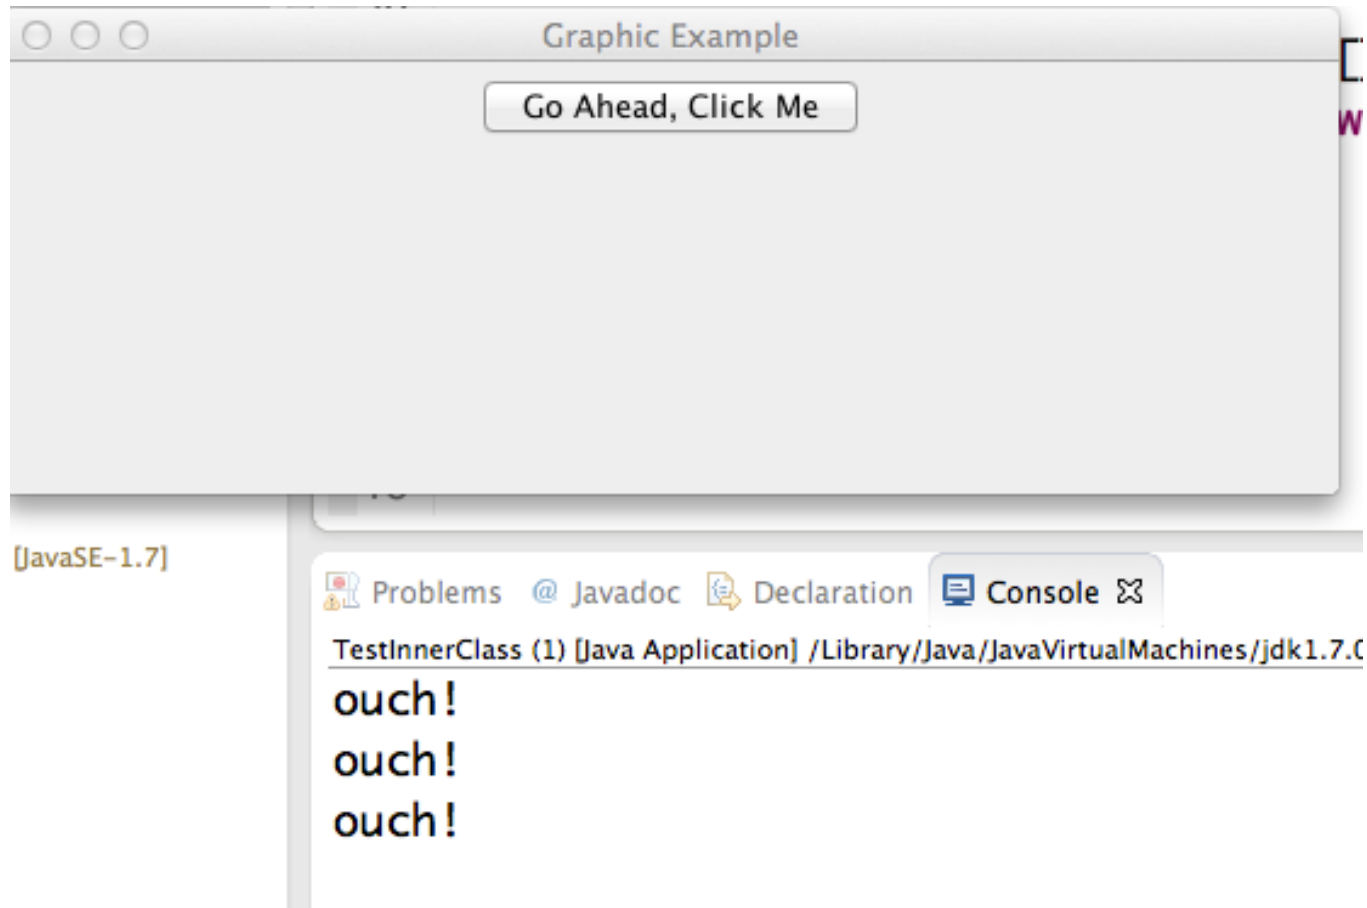 Graphic Example
Go Ahead, Click Me
[JavaSE-1.7]
Problems @ Javadoc Declaration Console
TestInnerClass (1) [Java Application] /Library/Java/JavaVirtualMachines/jdk1.7.0
ouch!
ouch!
ouch!